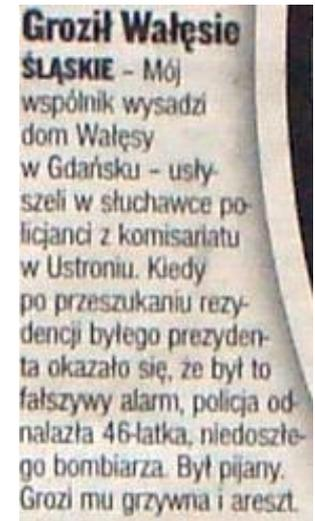 Groził Wałęsie
ŚLĄSKIE – Mój
wspólnik wysadzi
dom Wałęsy
w Gdańsku – usły-
szeli w słuchawce po-
licjanci z komisariatu
w Ustroniu. Kiedy
po przeszukaniu rezy-
dencji byłego prezyden-
ta okazało się, że był to
fałszywy alarm, policja od-
nalazła 46-latka, niedoszłe-
go bombiarza. Był pijany.
Grozi mu grzywna i areszt.